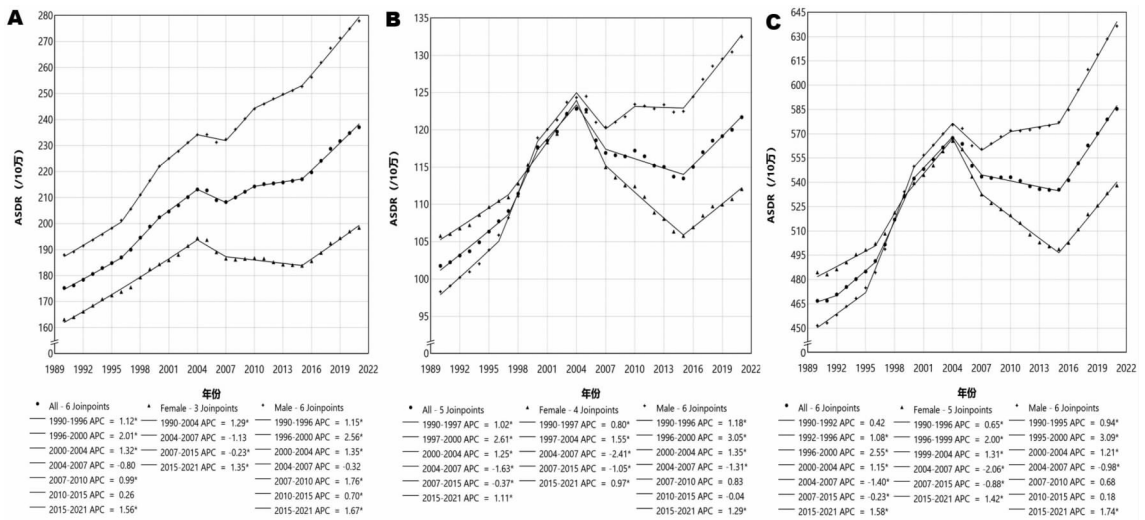 A
B
C
ASDR (/10万)
280
270
260
250
240
230
220
210
200
190
180
170
160
0
1989 1992 1995 1998 2001 2004 2007 2010 2013 2016 2019 2022
年份
ASDR (/10万)
135
130
125
120
115
110
105
100
95
0
1989 1992 1995 1998 2001 2004 2007 2010 2013 2016 2019 2022
年份
ASDR (/10万)
645
630
615
600
585
570
555
540
525
510
495
480
465
450
0
1989 1992 1995 1998 2001 2004 2007 2010 2013 2016 2019 2022
年份
All - 6 Joinpoints
1990-1996 APC = 1.12*
1996-2000 APC = 2.01*
2000-2004 APC = 1.32*
2004-2007 APC = -0.80
2007-2010 APC = 0.99*
2010-2015 APC = 0.26
2015-2021 APC = 1.56*
Female - 3 Joinpoints
1990-2004 APC = 1.29*
2004-2007 APC = -1.13
2007-2015 APC = -0.23*
2015-2021 APC = 1.35*
Male - 6 Joinpoints
1990-1996 APC = 1.15*
1996-2000 APC = 2.56*
2000-2004 APC = 1.35*
2004-2007 APC = -0.32
2007-2010 APC = 1.76*
2010-2015 APC = 0.70*
2015-2021 APC = 1.67*
All - 5 Joinpoints
1990-1997 APC = 1.02*
1997-2000 APC = 2.61*
2000-2004 APC = 1.25*
2004-2007 APC = -1.63*
2007-2015 APC = -0.37*
2015-2021 APC = 1.11*
Female - 4 Joinpoints
1990-1997 APC = 0.80*
1997-2004 APC = 1.55*
2004-2007 APC = -2.41*
2007-2015 APC = -1.05*
2015-2021 APC = 0.97*
Male - 6 Joinpoints
1990-1996 APC = 1.18*
1996-2000 APC = 3.05*
2000-2004 APC = 1.35*
2004-2007 APC = -1.31*
2007-2010 APC = 0.83
2010-2015 APC = -0.04
2015-2021 APC = 1.29*
All - 6 Joinpoints
1990-1992 APC = 0.42
1992-1996 APC = 1.08*
1996-2000 APC = 2.55*
2000-2004 APC = 1.15*
2004-2007 APC = -1.40*
2007-2015 APC = -0.23*
2015-2021 APC = 1.58*
Female - 5 Joinpoints
1990-1996 APC = 0.65*
1996-1999 APC = 2.00*
1999-2004 APC = 1.31*
2004-2007 APC = -2.06*
2007-2015 APC = -0.88*
2015-2021 APC = 1.42*
Male - 6 Joinpoints
1990-1995 APC = 0.94*
1995-2000 APC = 3.09*
2000-2004 APC = 1.21*
2004-2007 APC = -0.98*
2007-2010 APC = 0.68
2010-2015 APC = 0.18
2015-2021 APC = 1.74*